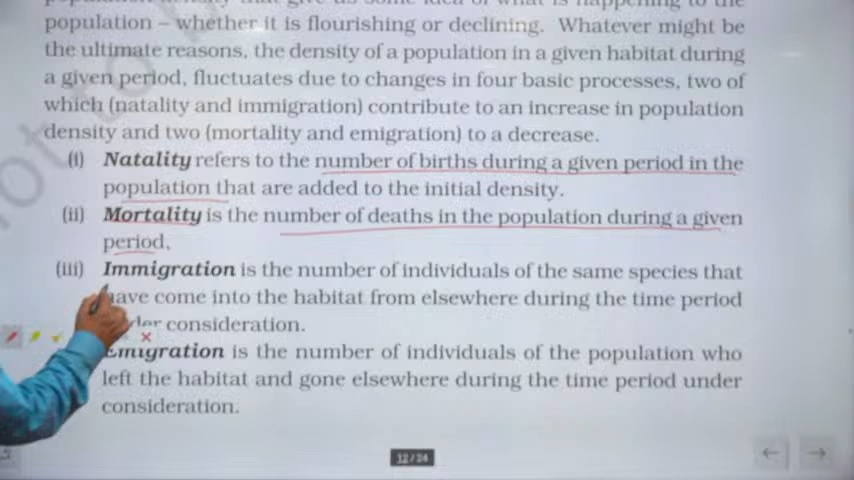 population – whether it is flourishing or declining. Whatever might be
the ultimate reasons, the density of a population in a given habitat during
a given period, fluctuates due to changes in four basic processes, two of
which (natality and immigration) contribute to an increase in population
density and two (mortality and emigration) to a decrease.
(i) Natality refers to the number of births during a given period in the
population that are added to the initial density.
(ii) Mortality is the number of deaths in the population during a given
period.
(iii) Immigration is the number of individuals of the same species that
have come into the habitat from elsewhere during the time period
consideration.
Emigration is the number of individuals of the population who
left the habitat and gone elsewhere during the time period under
consideration.
12 / 24